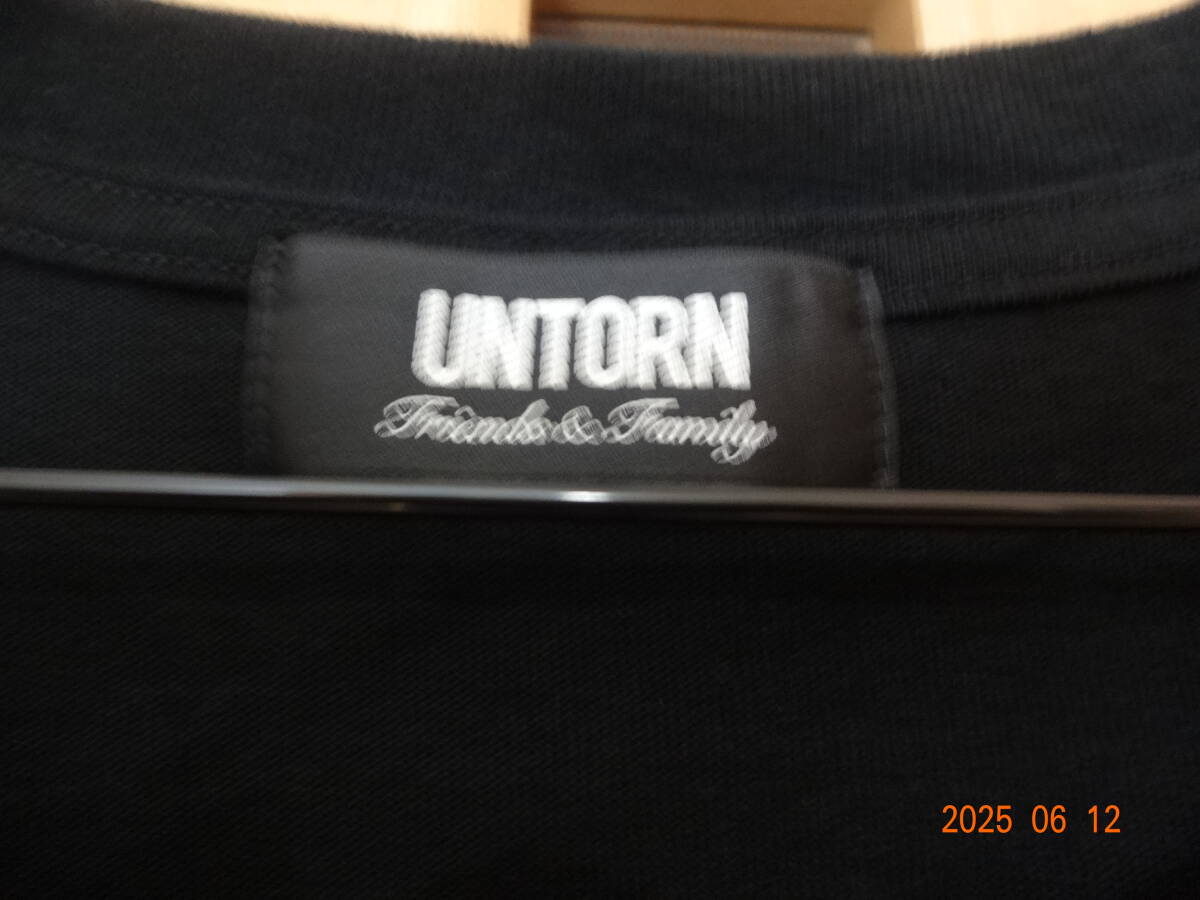 UNTORN
Friends & Family
2025 06 12